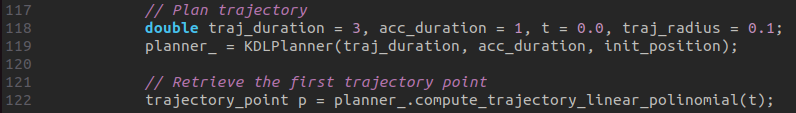 117 // Plan trajectory
118 double traj_duration = 3, acc_duration = 1, t = 0.0, traj_radius = 0.1;
119 planner_ = KDLPlanner(traj_duration, acc_duration, init_position);
120
121 // Retrieve the first trajectory point
122 trajectory_point p = planner_.compute_trajectory_linear_polinomial(t);